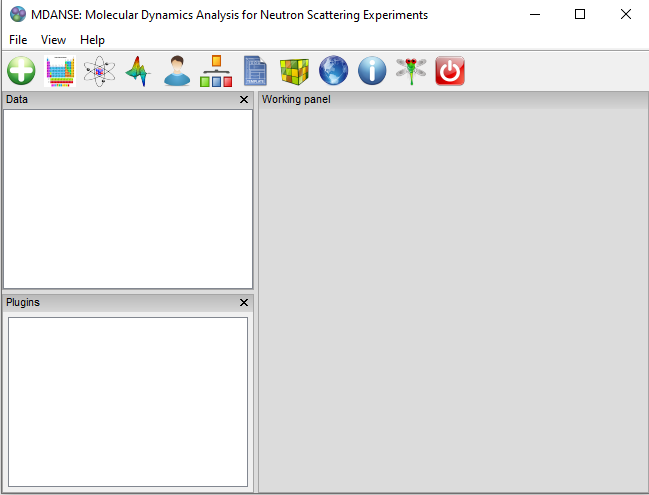 MDANSE: Molecular Dynamics Analysis for Neutron Scattering Experiments
File View Help
Data
Working panel
Plugins